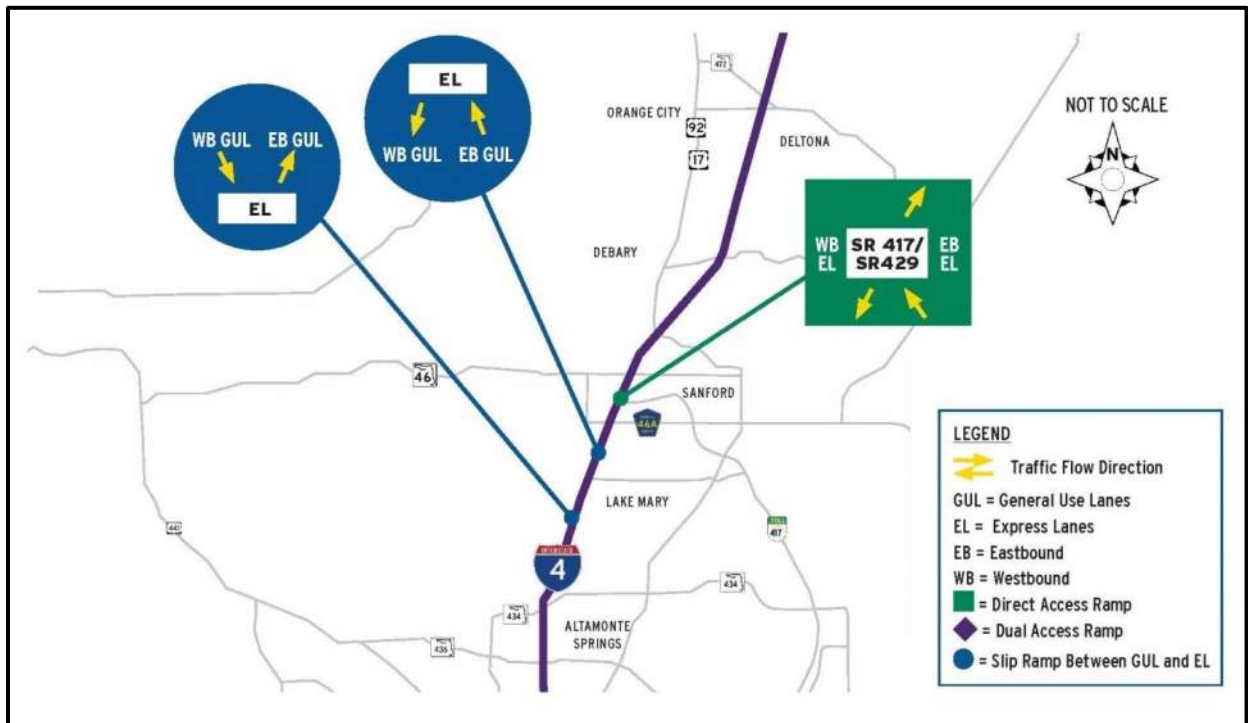 EL
WB GUL EB GUL
WB GUL EB GUL
EL
472
ORANGE CITY
92
17
DELTONA
NOT TO SCALE
N
WB
EL
SR 417/
SR429
EB
EL
DEBARY
46
SANFORD
46A
LAKE MARY
441
TOLL
417
INTERSTATE
4
434
434
ALTAMONTE
SPRINGS
436
LEGEND
Traffic Flow Direction
GUL = General Use Lanes
EL = Express Lanes
EB = Eastbound
WB = Westbound
= Direct Access Ramp
= Dual Access Ramp
= Slip Ramp Between GUL and EL